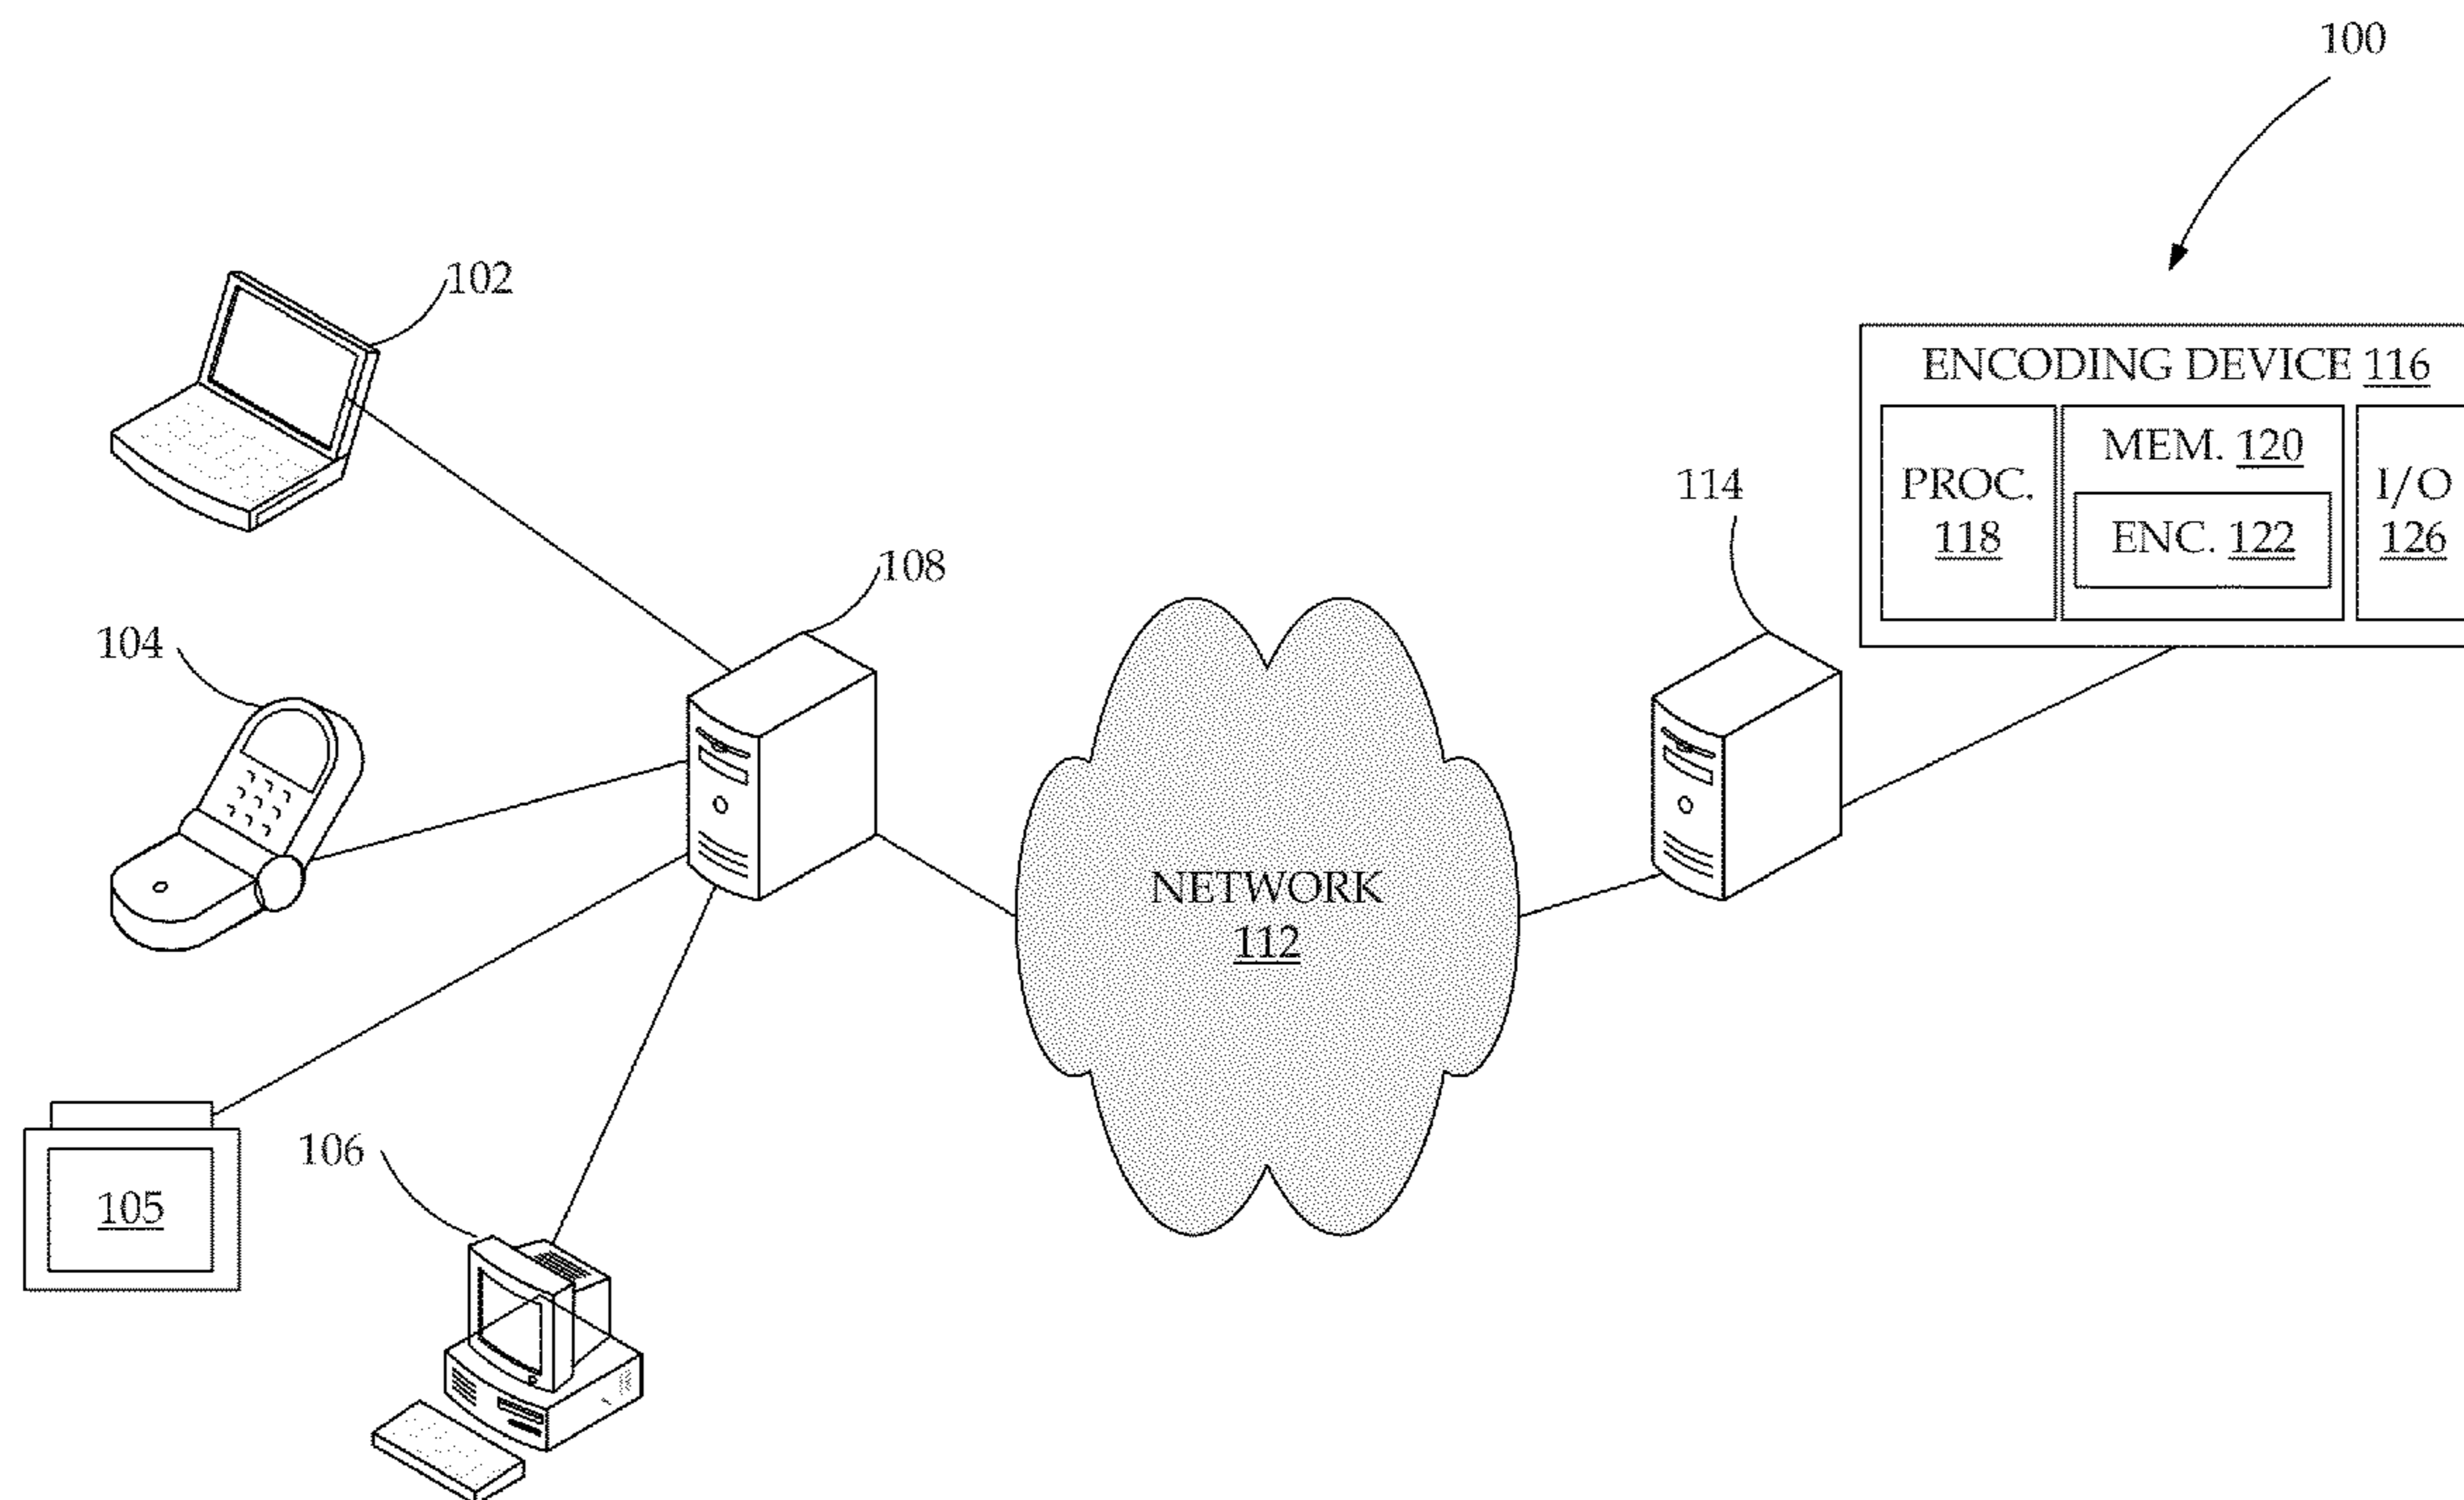 100
102
ENCODING DEVICE 116
MEM. 120
PROC.
118
I/O
126
ENC. 122
114
108
104
NETWORK
112
106
105